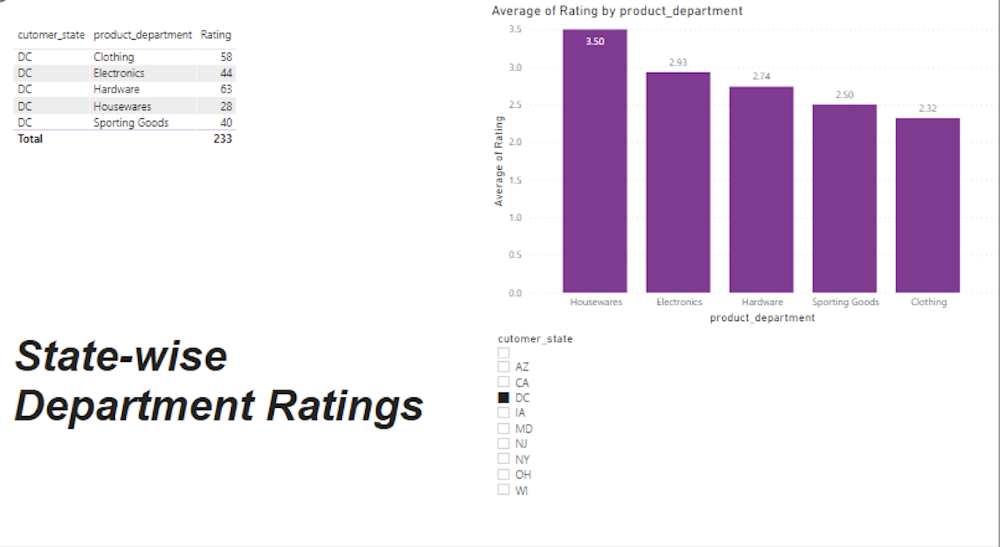 cutomer_state product_department Rating
DC Clothing 58
DC Electronics 44
DC Hardware 63
DC Housewares 28
DC Sporting Goods 40
Total 233
State-wise
Department Ratings
Average of Rating by product_department
Average of Rating
3.5
3.0
2.5
2.0
1.5
1.0
0.5
0.0
3.50
2.93
2.74
2.50
2.32
Housewares Electronics Hardware Sporting Goods Clothing
product_department
cutomer_state
AZ
CA
DC
IA
MD
NJ
NY
OH
WI